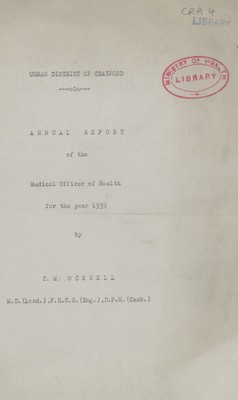 CRA 4
LIBRARY
URBAN DISTRICT OF CRAYFORD
MINISTRY OF HEALTH
LIBRARY
ANNUAL REPORT
of the
Medical Officer of Health
for the year 1939
by
C. M. OCKWELL
M.D.(Lond.).F.R.C.S.(Eng.).D.P.H.(Camb.)